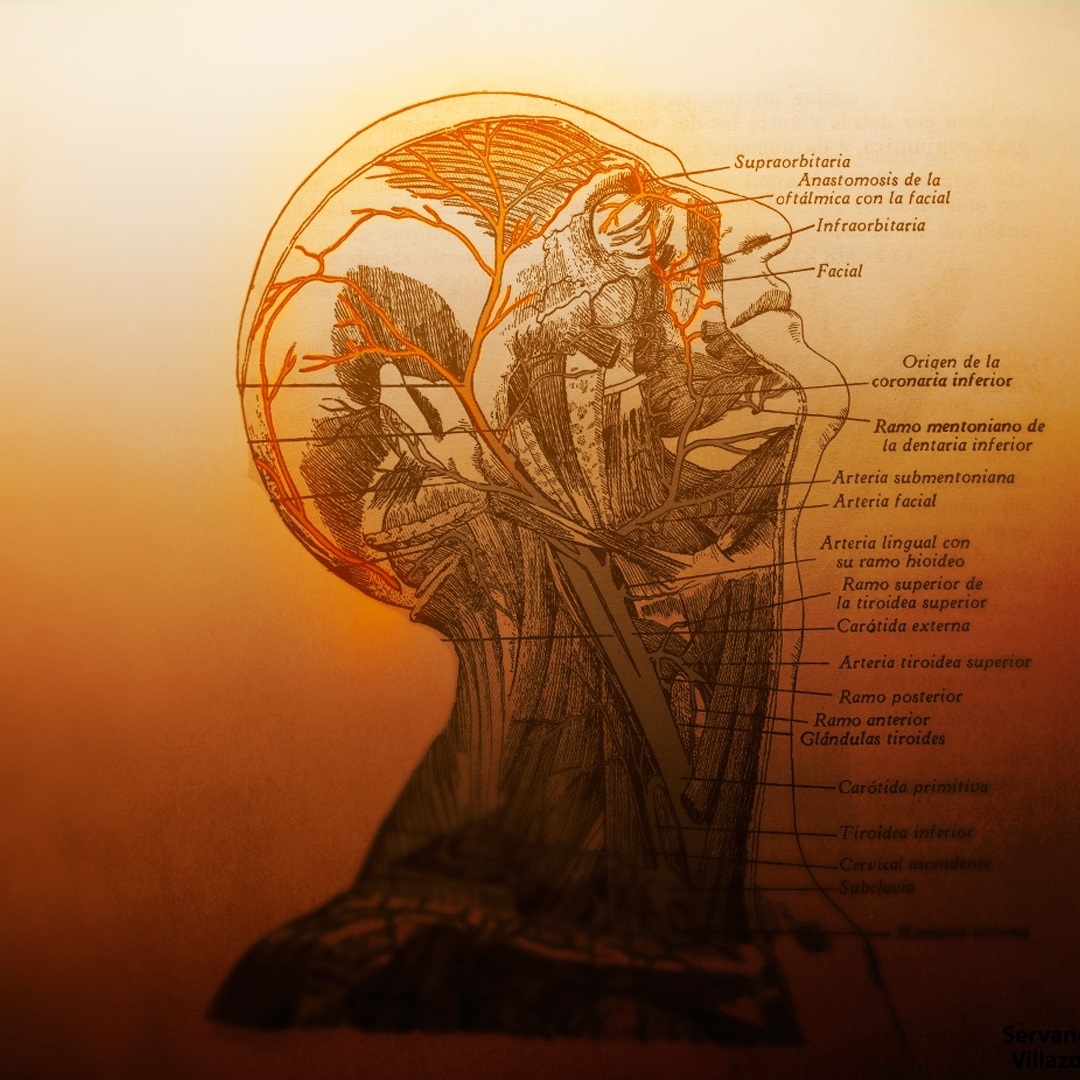 Supraorbitaria
Anastomosis de la
oftálmica con la facial
Infraorbitaria
Facial
Origen de la
coronaria inferior
Ramo mentoniano de
la dentaria inferior
Arteria submentoniana
Arteria facial
Arteria lingual con
su ramo hioideo
Ramo superior de
la tiroidea superior
Carótida externa
Arteria tiroidea superior
Ramo posterior
Ramo anterior
Glándulas tiroides
Carótida primitiva
Tiroidea inferior
Cervical ascendente
Subclavia